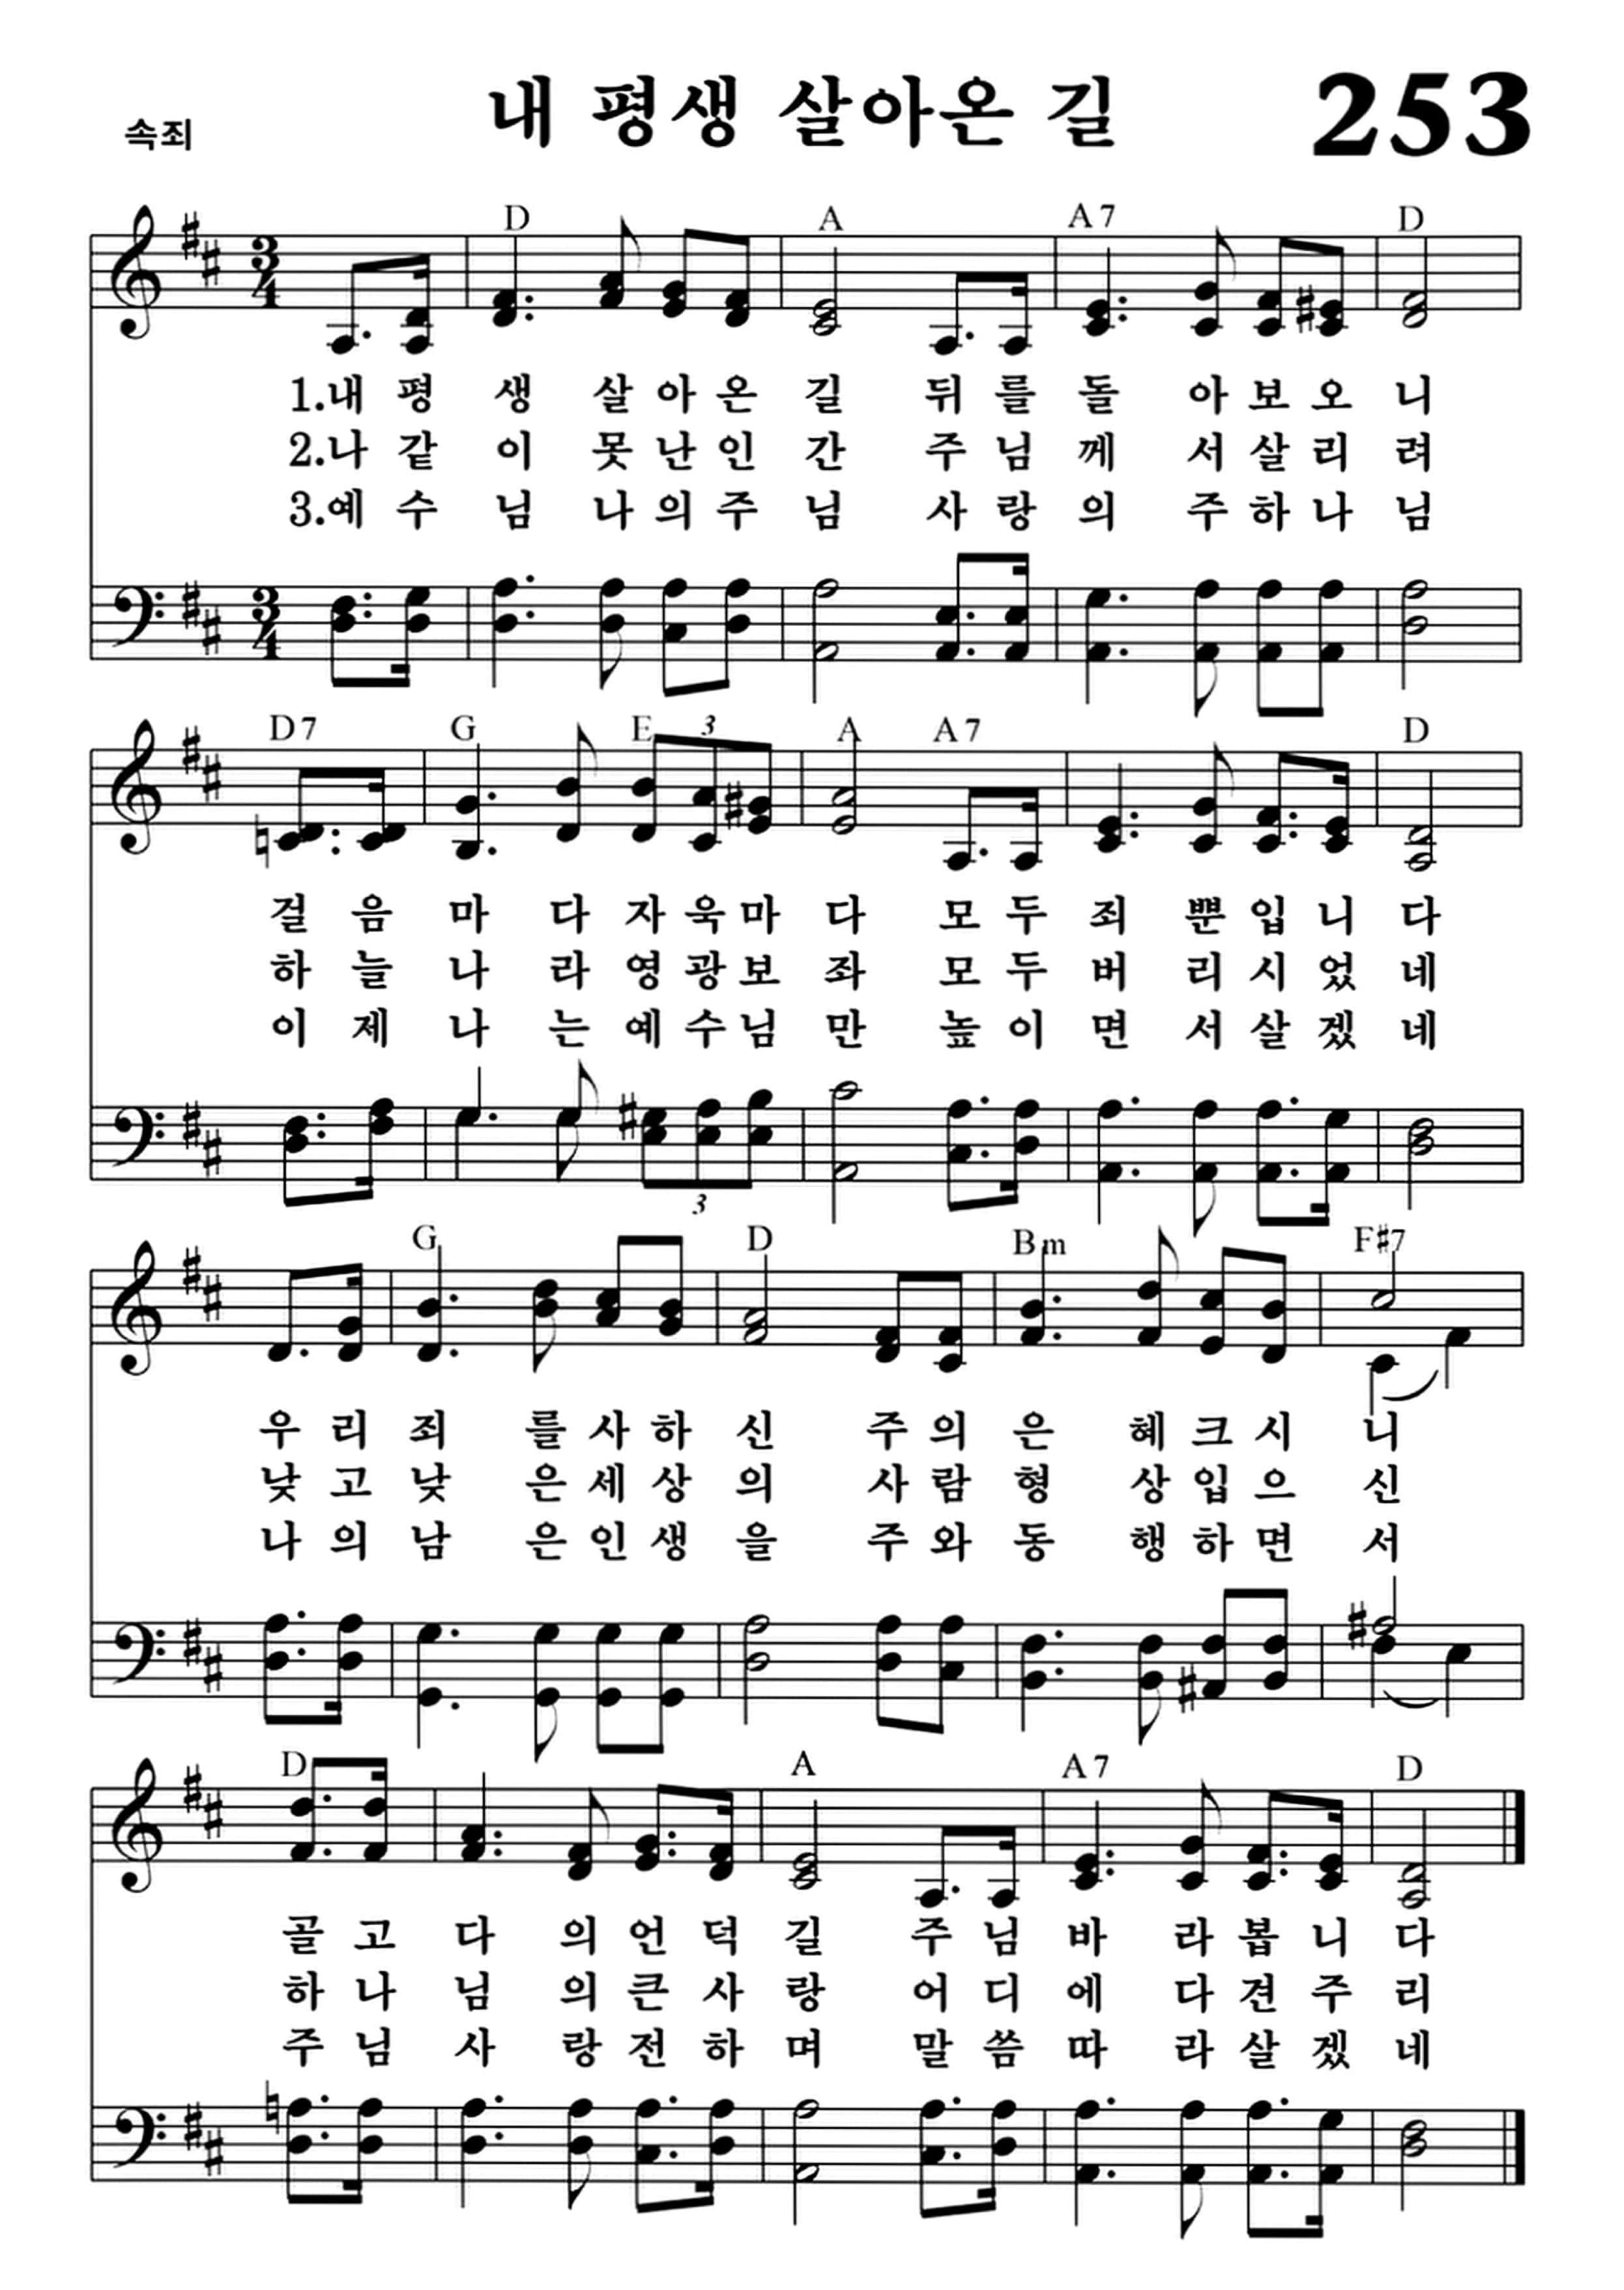 속죄 내 평생 살아온 길 253
D A A7 D
1.내 평 생 살 아 온 길 뒤 를 돌 아 보 오 니
2.나 같 이 못 난 인 간 주 님 께 서 살 리 려
3.예 수 님 나 의 주 님 사 랑 의 주 하 나 님
D7 G E 3 A A7 D
걸 음 마 다 자 욱 마 다 모 두 죄 뿐 입 니 다
하 늘 나 라 영 광 보 좌 모 두 버 리 시 었 네
이 제 나 는 예 수 님 만 높 이 면 서 살 겠 네
3
G D Bm F#7
우 리 죄 를 사 하 신 주 의 은 혜 크 시 니
낮 고 낮 은 세 상 의 사 람 형 상 입 으 신
나 의 남 은 인 생 을 주 와 동 행 하 면 서
D A A7 D
골 고 다 의 언 덕 길 주 님 바 라 봅 니 다
하 나 님 의 큰 사 랑 어 디 에 다 견 주 리
주 님 사 랑 전 하 며 말 씀 따 라 살 겠 네